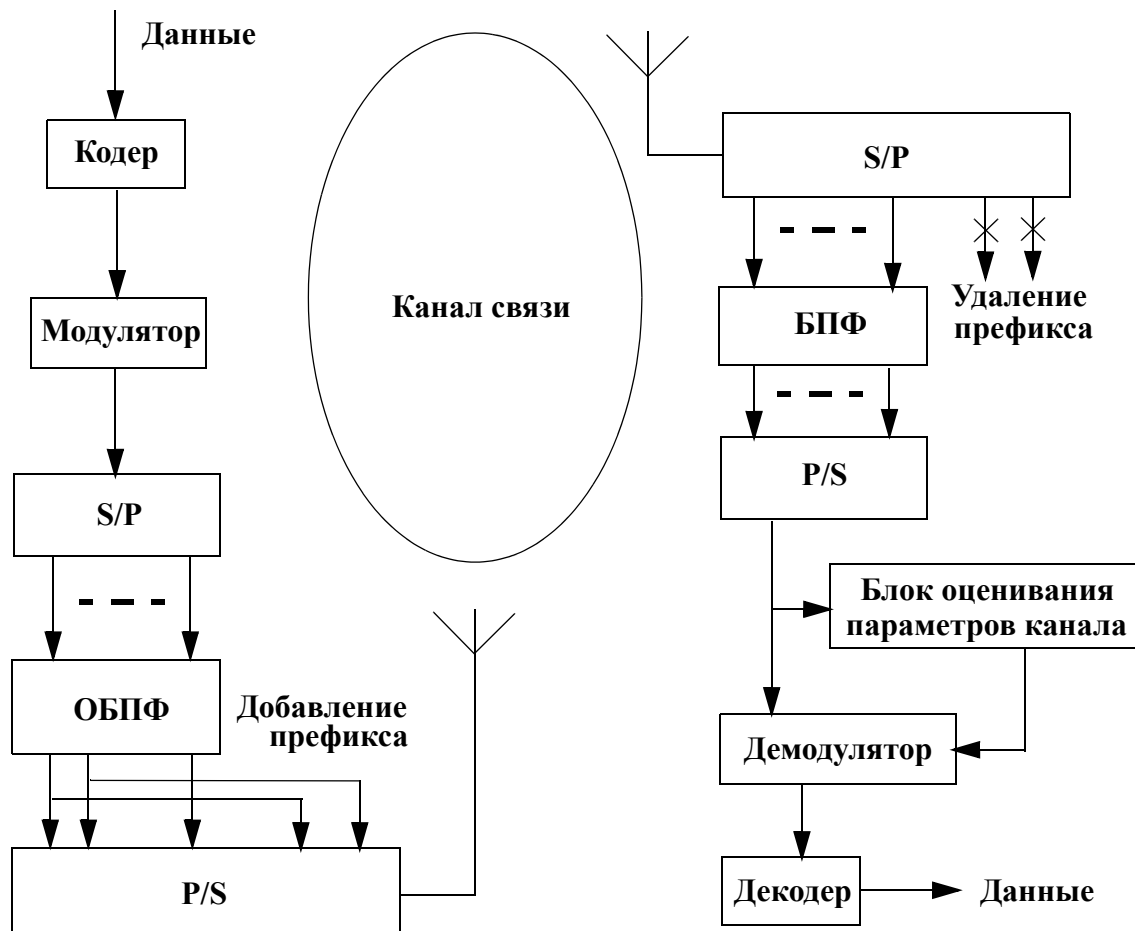 Данные
Кодер
Модулятор
S/P
ОБПФ
Добавление
префикса
P/S
Канал связи
S/P
Удаление
префикса
БПФ
P/S
Блок оценивания
параметров канала
Демодулятор
Декодер
Данные